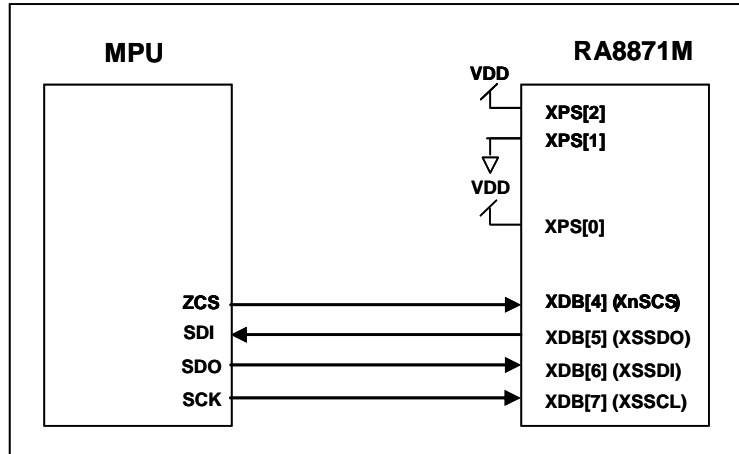 MPU
RA8871M
VDD
XPS[2]
XPS[1]
VDD
XPS[0]
ZCS
XDB[4] (XnSCS)
SDI
XDB[5] (XSSDO)
SDO
XDB[6] (XSSDI)
SCK
XDB[7] (XSSCL)